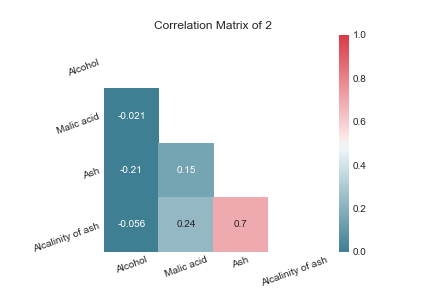 Correlation Matrix of 2
1.0
Alcohol
0.8
Malic acid
-0.021
0.6
Ash
-0.21
0.15
0.4
0.2
Alcalinity of ash
-0.056
0.24
0.7
0.0
Alcohol
Malic acid
Ash
Alcalinity of ash